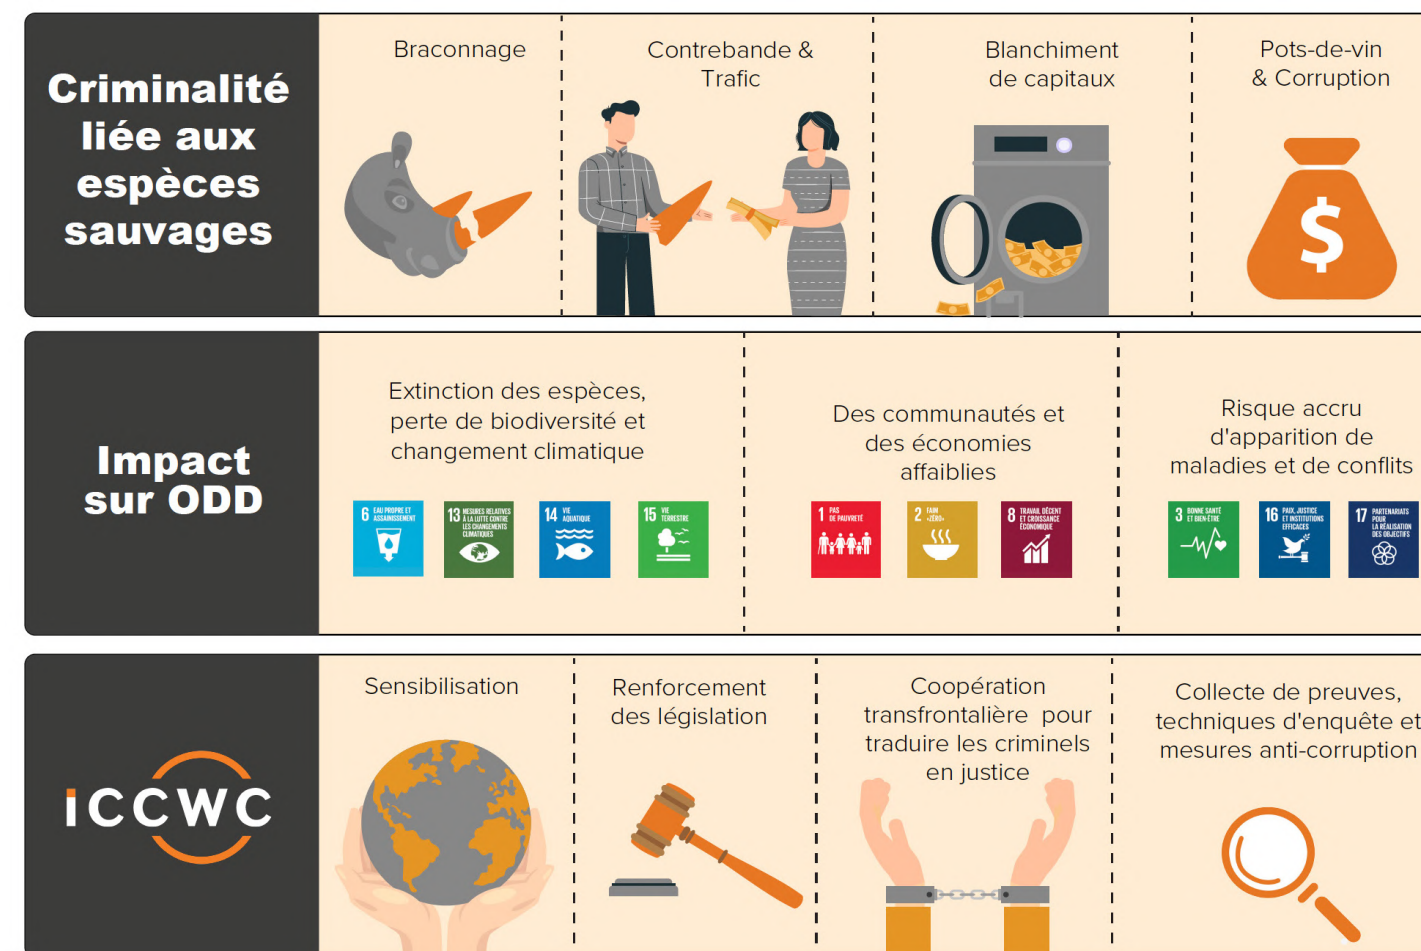 Criminalité
liée aux
espèces
sauvages
Braconnage
Contrebande &
Trafic
Blanchiment
de capitaux
Pots-de-vin
& Corruption
$
Impact
sur ODD
Extinction des espèces,
perte de biodiversité et
changement climatique
6 EAU PROPRE ET
ASSAINISSEMENT
13 MESURES RELATIVES
À LA LUTTE CONTRE
LES CHANGEMENTS
CLIMATIQUES
14 VIE
AQUATIQUE
15 VIE
TERRESTRE
Des communautés et
des économies
affaiblies
1 PAS
DE PAUVRETÉ
2 FAIM
«ZÉRO»
8 TRAVAIL DÉCENT
ET CROISSANCE
ÉCONOMIQUE
Risque accru
d'apparition de
maladies et de conflits
3 BONNE SANTÉ
ET BIEN-ÊTRE
16 PAIX, JUSTICE
ET INSTITUTIONS
EFFICACES
17 PARTENARIATS
POUR
LA RÉALISATION
DES OBJECTIFS
iCCWC
Sensibilisation
Renforcement
des législation
Coopération
transfrontalière pour
traduire les criminels
en justice
Collecte de preuves,
techniques d'enquête et
mesures anti-corruption